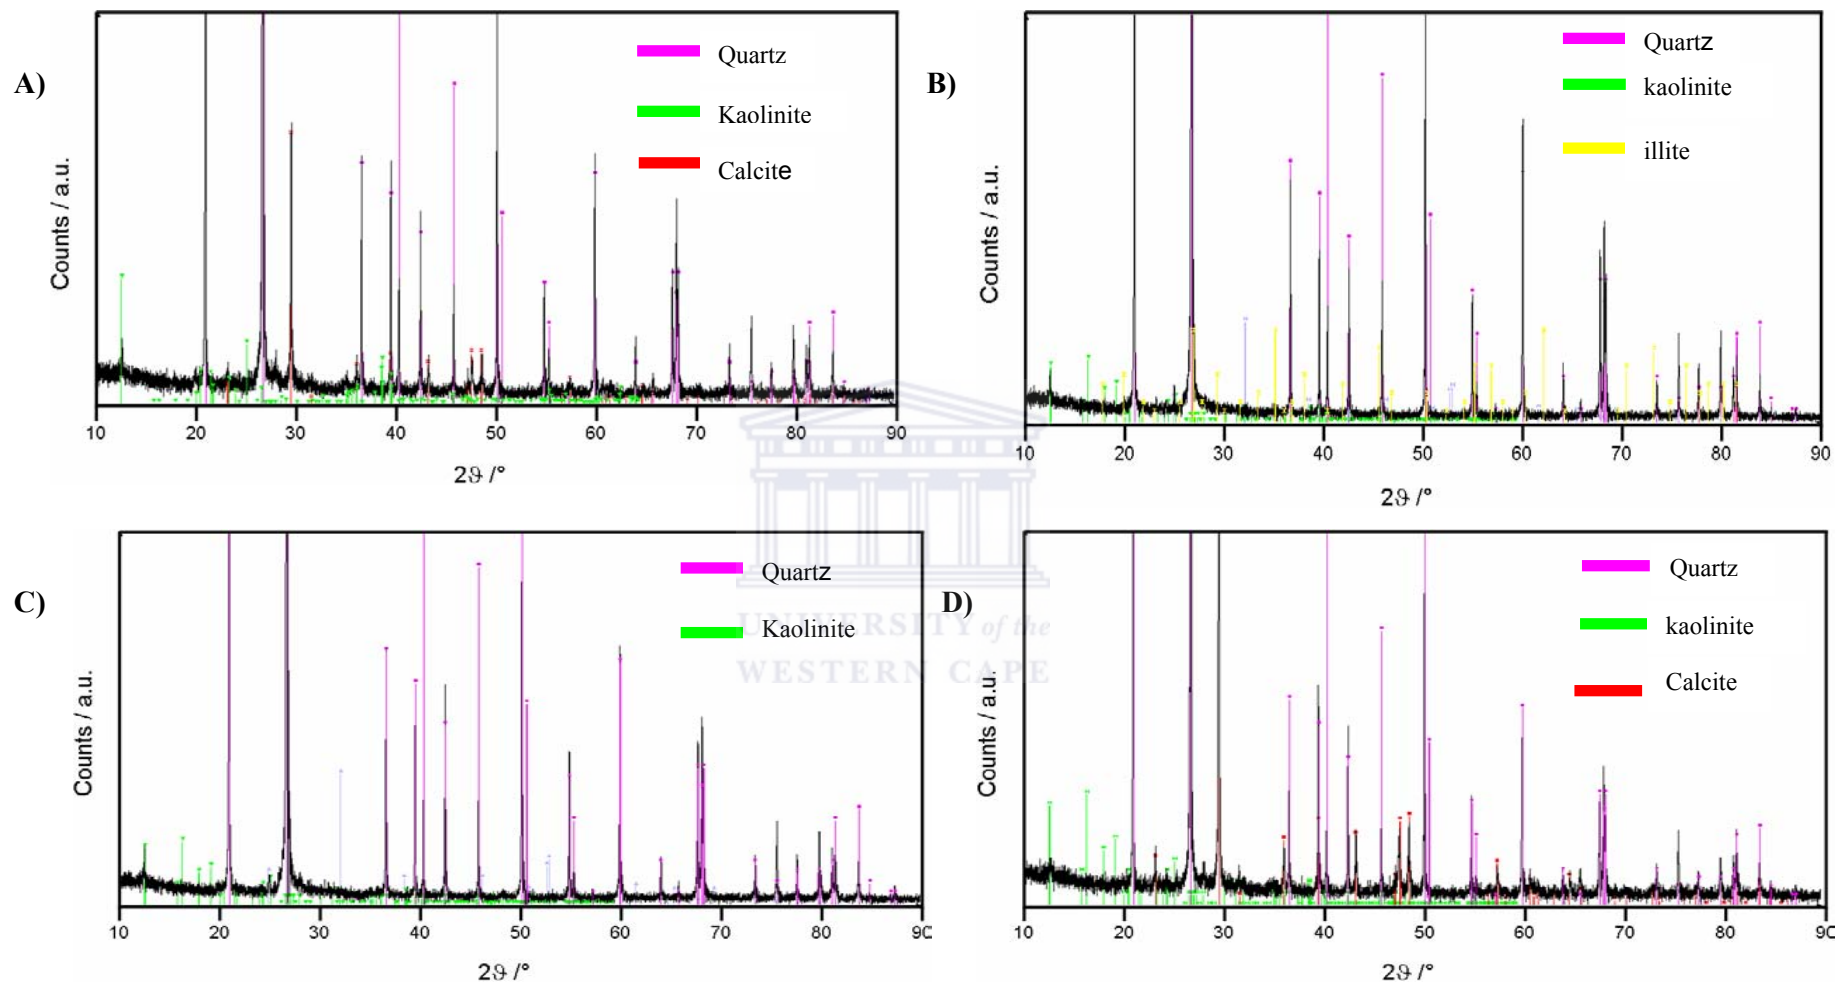 A)
Counts / a.u.
Quartz
Kaolinite
Calcite
10 20 30 40 50 60 70 80 90
2ϑ /°
B)
Counts / a.u.
Quartz
kaolinite
illite
10 20 30 40 50 60 70 80 90
2ϑ /°
C)
Counts / a.u.
Quartz
Kaolinite
10 20 30 40 50 60 70 80 90
2ϑ /°
D)
Counts / a.u.
Quartz
kaolinite
Calcite
10 20 30 40 50 60 70 80 90
2ϑ /°
UNIVERSITY of the
WESTERN CAPE